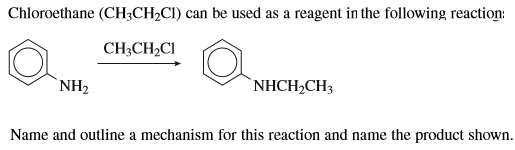 Chloroethane (CH₃CH₂Cl) can be used as a reagent in the following reaction:
CH₃CH₂Cl
NH₂ NHCH₂CH₃
Name and outline a mechanism for this reaction and name the product shown.